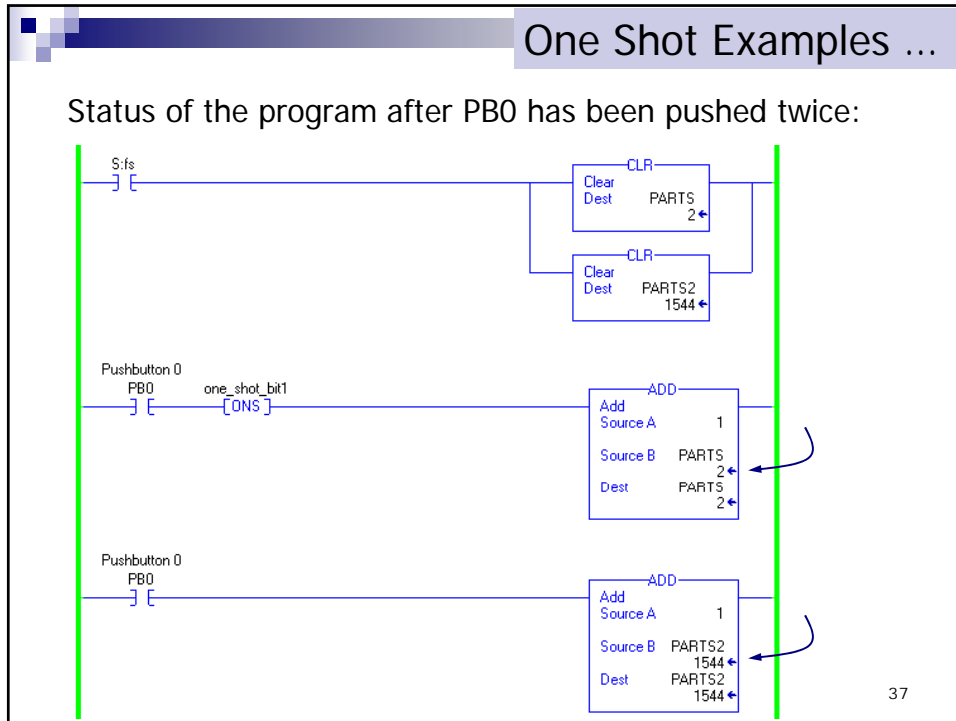 One Shot Examples ...
Status of the program after PB0 has been pushed twice:
S:fs
CLR
Clear
Dest PARTS
2
CLR
Clear
Dest PARTS2
1544
Pushbutton 0
PB0 one_shot_bit1
ONS
ADD
Add
Source A 1
Source B PARTS
2
Dest PARTS
2
Pushbutton 0
PB0
ADD
Add
Source A 1
Source B PARTS2
1544
Dest PARTS2
1544
37